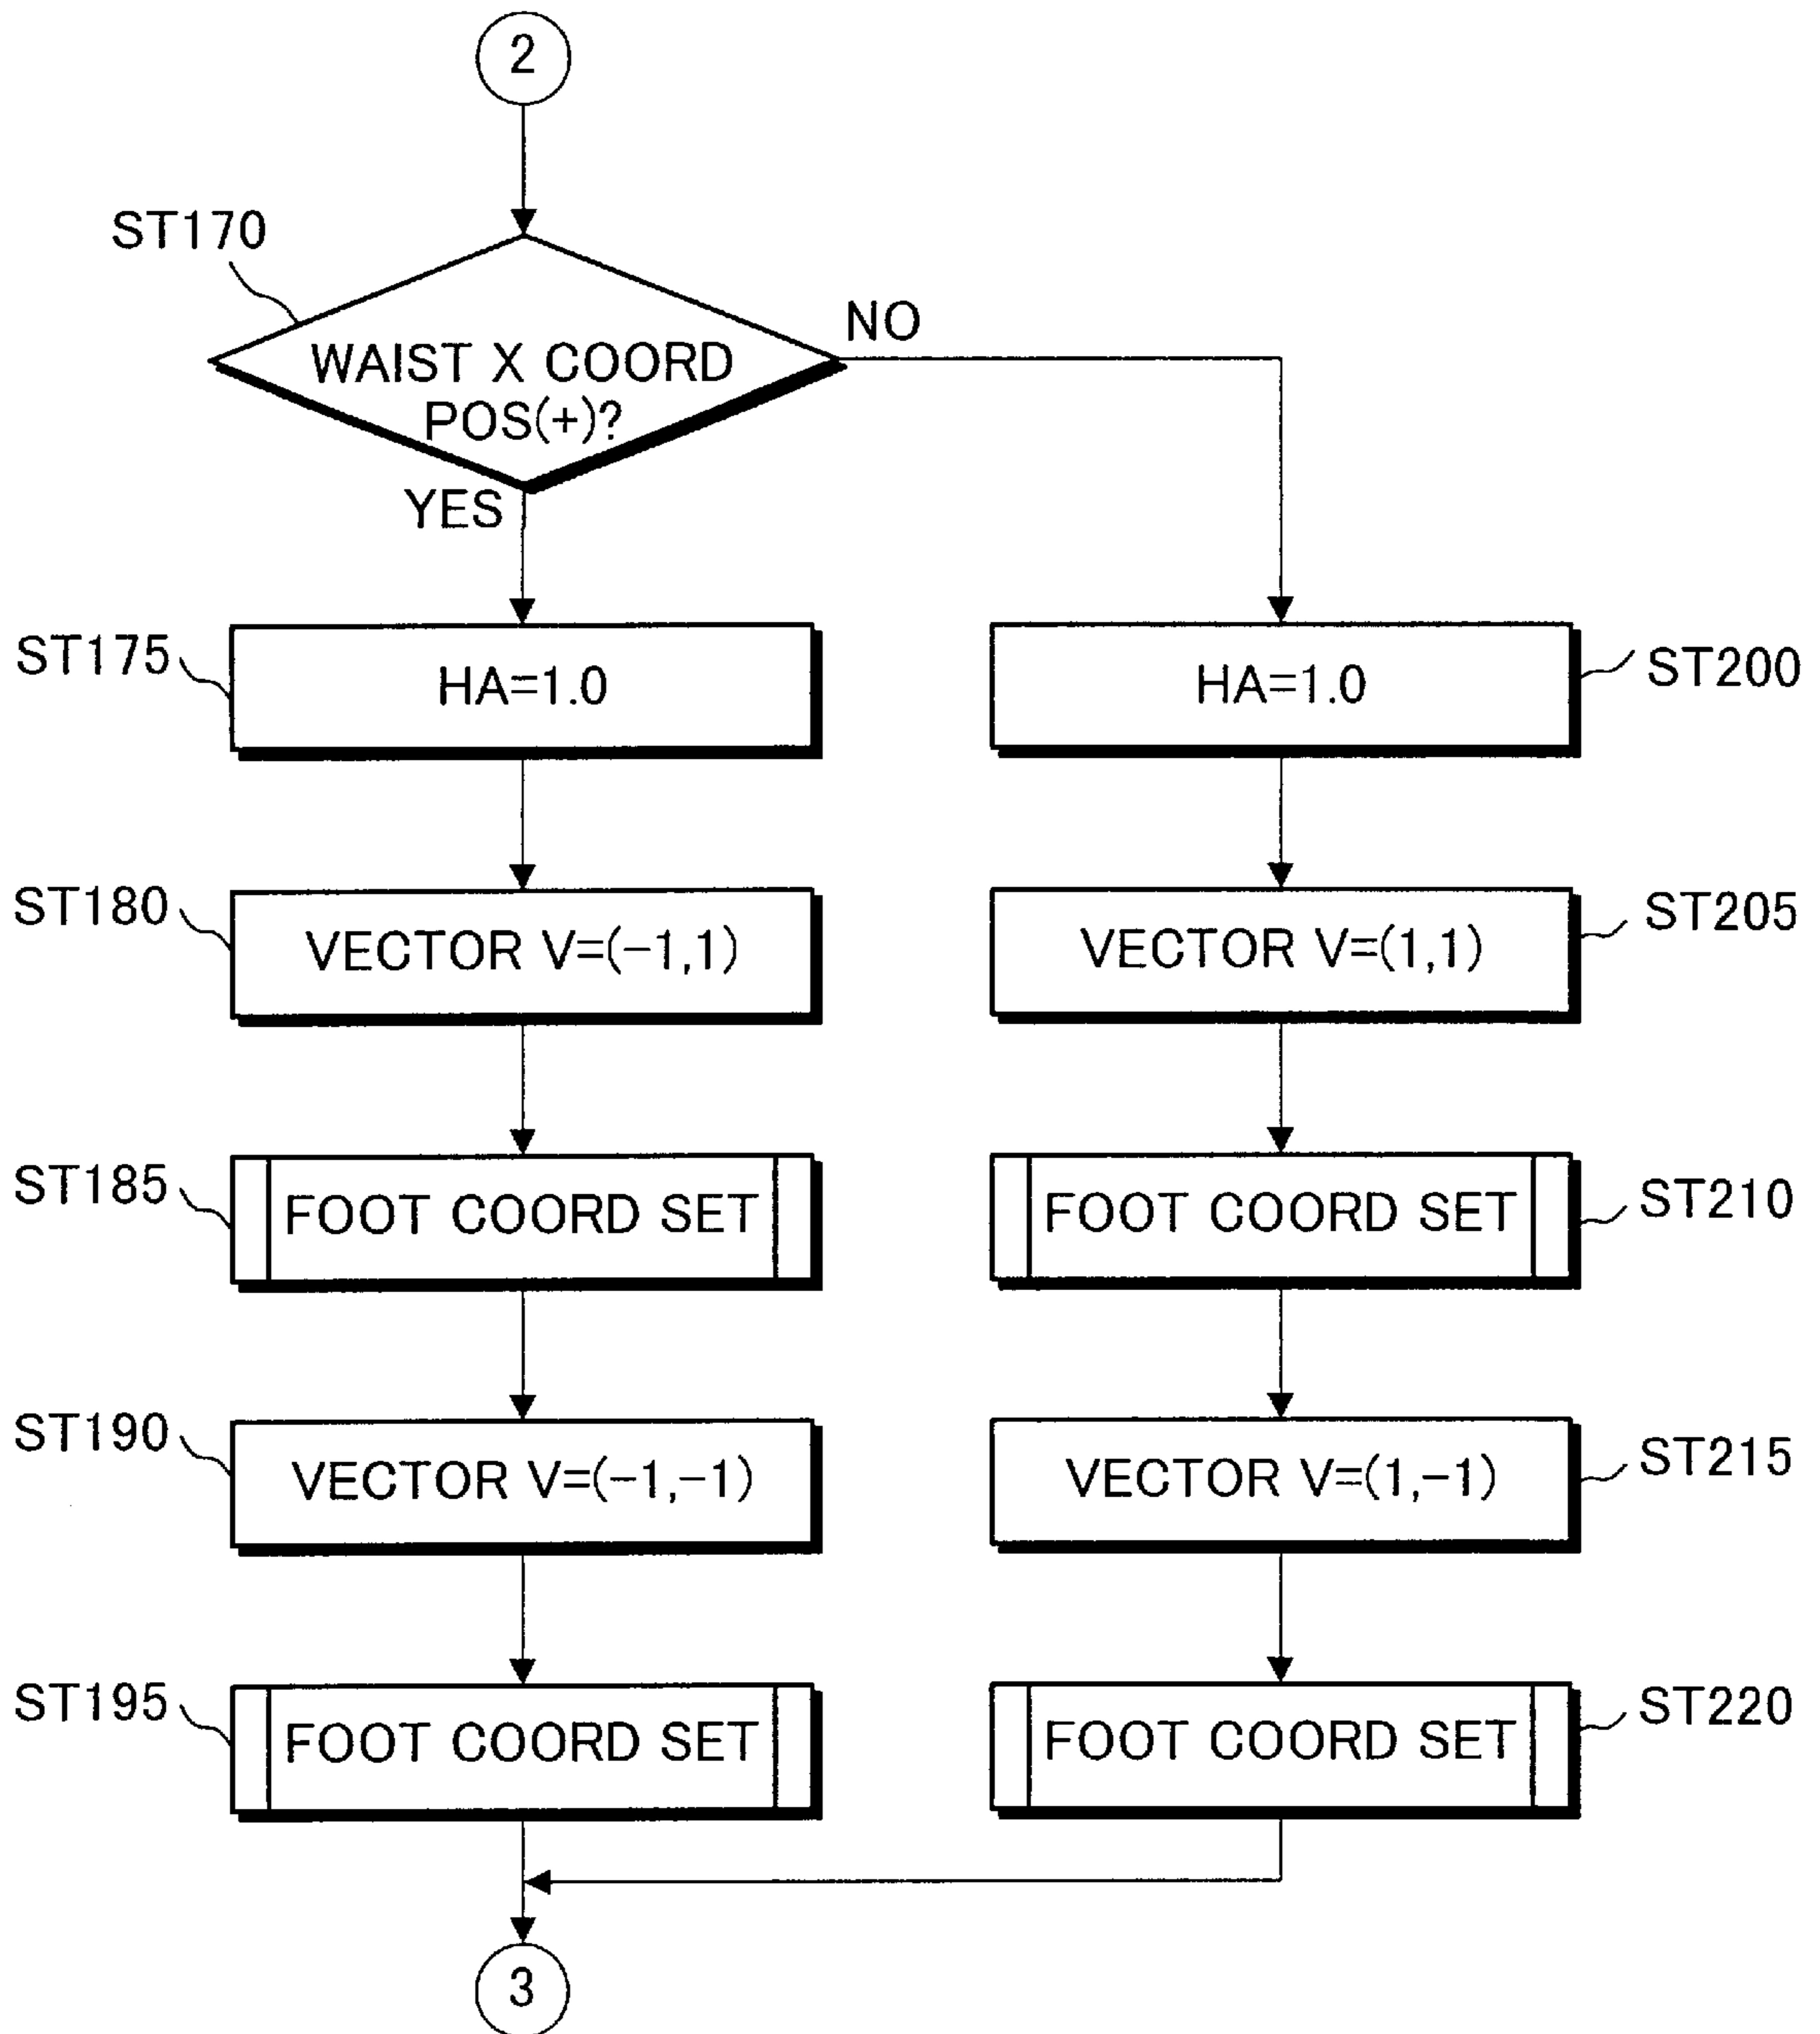 2
ST170
WAIST X COORD
POS(+)?
NO
YES
ST175
HA=1.0
HA=1.0
ST200
ST180
VECTOR V=(-1,1)
VECTOR V=(1,1)
ST205
ST185
FOOT COORD SET
FOOT COORD SET
ST210
ST190
VECTOR V=(-1,-1)
VECTOR V=(1,-1)
ST215
ST195
FOOT COORD SET
FOOT COORD SET
ST220
3